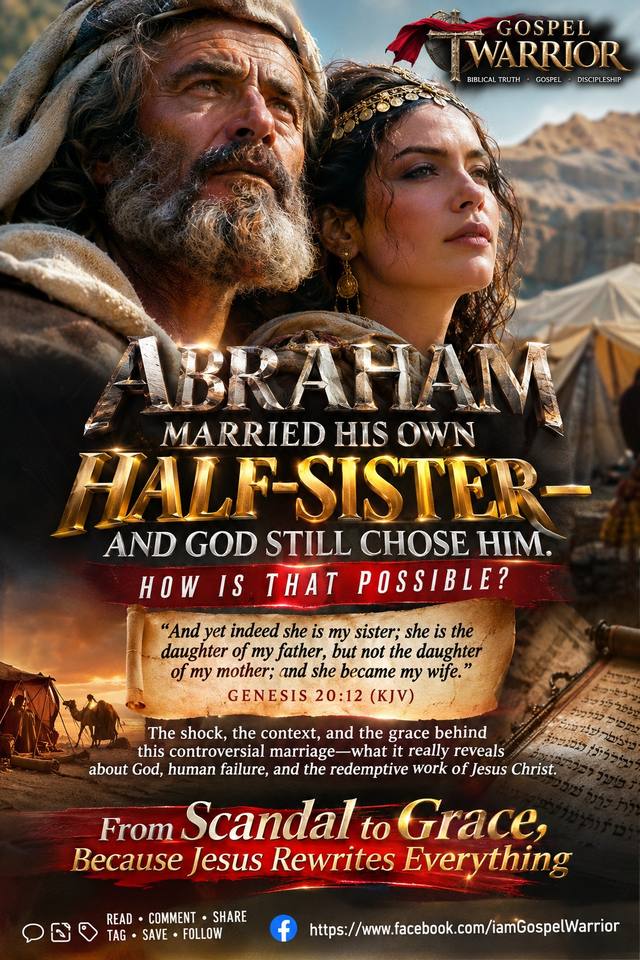 GOSPEL
WARRIOR
BIBLICAL TRUTH • GOSPEL • DISCIPLESHIP
ABRAHAM
MARRIED HIS OWN
HALF-SISTER—
AND GOD STILL CHOSE HIM.
HOW IS THAT POSSIBLE?
“And yet indeed she is my sister; she is the
daughter of my father, but not the daughter
of my mother; and she became my wife.”
GENESIS 20:12 (KJV)
The shock, the context, and the grace behind
this controversial marriage—what it really reveals
about God, human failure, and the redemptive work of Jesus Christ.
From Scandal to Grace,
Because Jesus Rewrites Everything
READ • COMMENT • SHARE
TAG • SAVE • FOLLOW
https://www.facebook.com/iamGospelWarrior